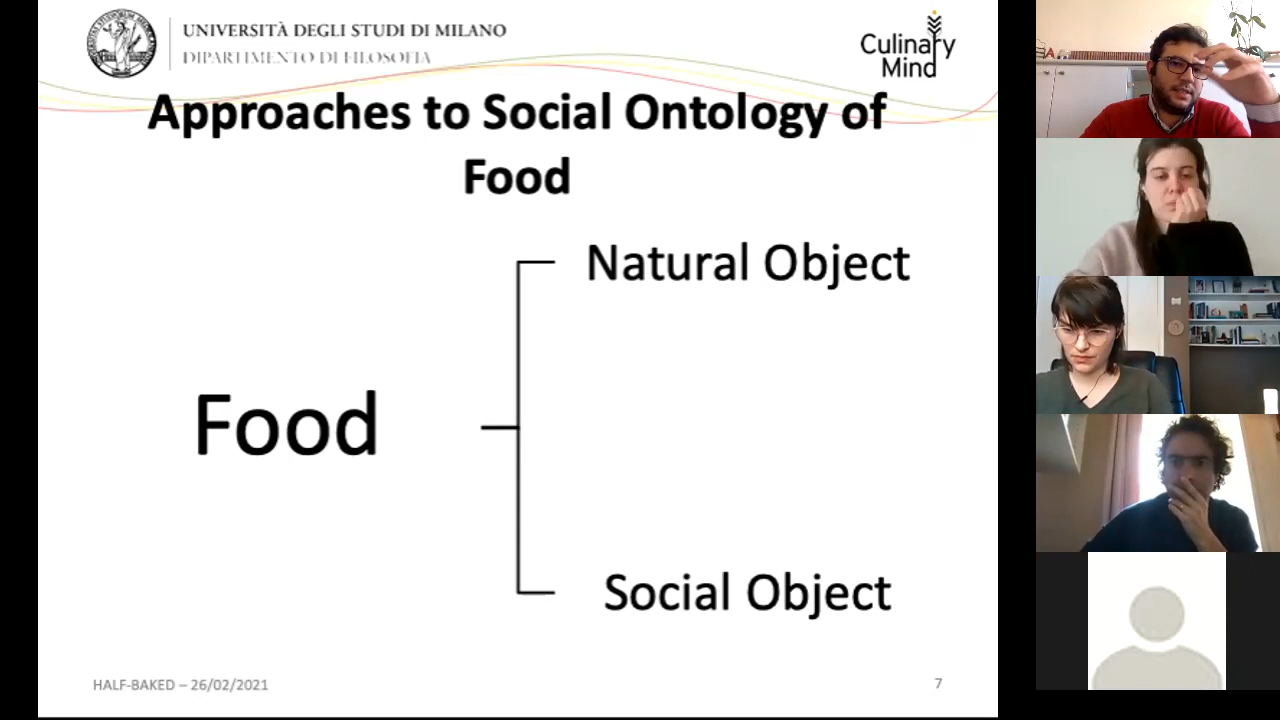 UNIVERSITÀ DEGLI STUDI DI MILANO
DIPARTIMENTO DI FILOSOFIA
Culinary
Mind
Approaches to Social Ontology of
Food
Natural Object
Food
Social Object
HALF-BAKED – 26/02/2021
7